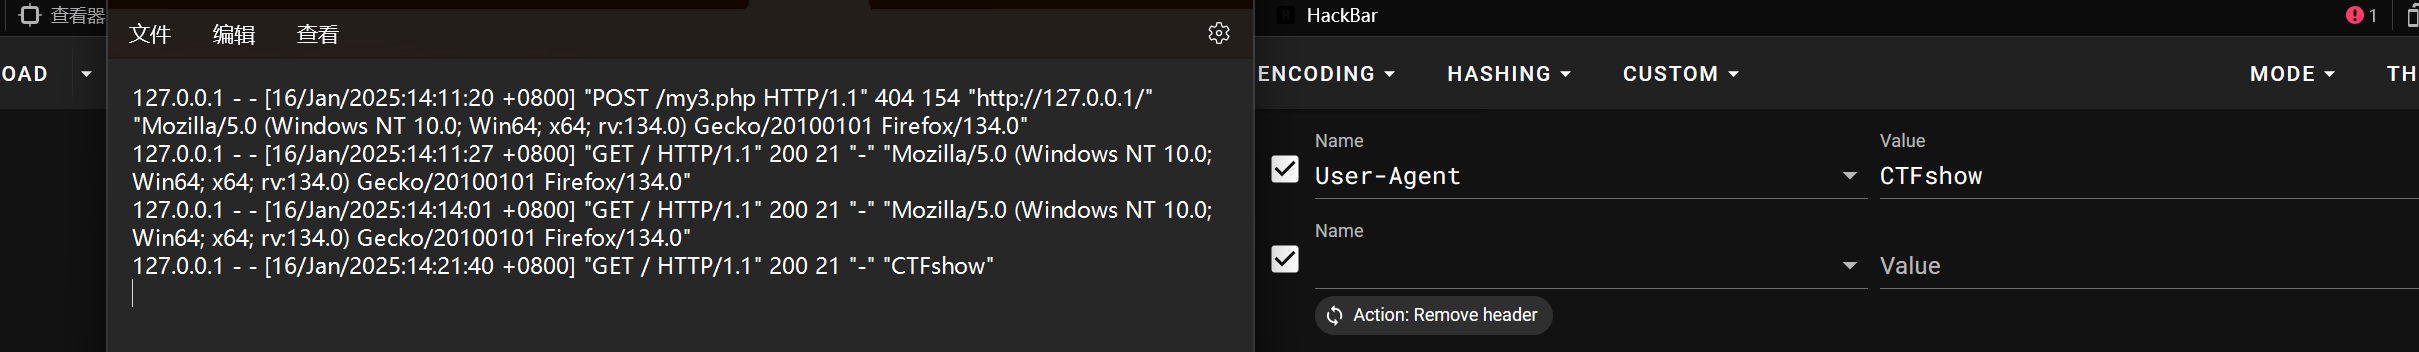 查看器
HackBar
1
文件 编辑 查看
OAD
ENCODING HASHING CUSTOM MODE TH
127.0.0.1 - - [16/Jan/2025:14:11:20 +0800] "POST /my3.php HTTP/1.1" 404 154 "http://127.0.0.1/"
"Mozilla/5.0 (Windows NT 10.0; Win64; x64; rv:134.0) Gecko/20100101 Firefox/134.0"
127.0.0.1 - - [16/Jan/2025:14:11:27 +0800] "GET / HTTP/1.1" 200 21 "-" "Mozilla/5.0 (Windows NT 10.0;
Win64; x64; rv:134.0) Gecko/20100101 Firefox/134.0"
127.0.0.1 - - [16/Jan/2025:14:14:01 +0800] "GET / HTTP/1.1" 200 21 "-" "Mozilla/5.0 (Windows NT 10.0;
Win64; x64; rv:134.0) Gecko/20100101 Firefox/134.0"
127.0.0.1 - - [16/Jan/2025:14:21:40 +0800] "GET / HTTP/1.1" 200 21 "-" "CTFshow"
Name Value
User-Agent CTFshow
Name
Value
Action: Remove header